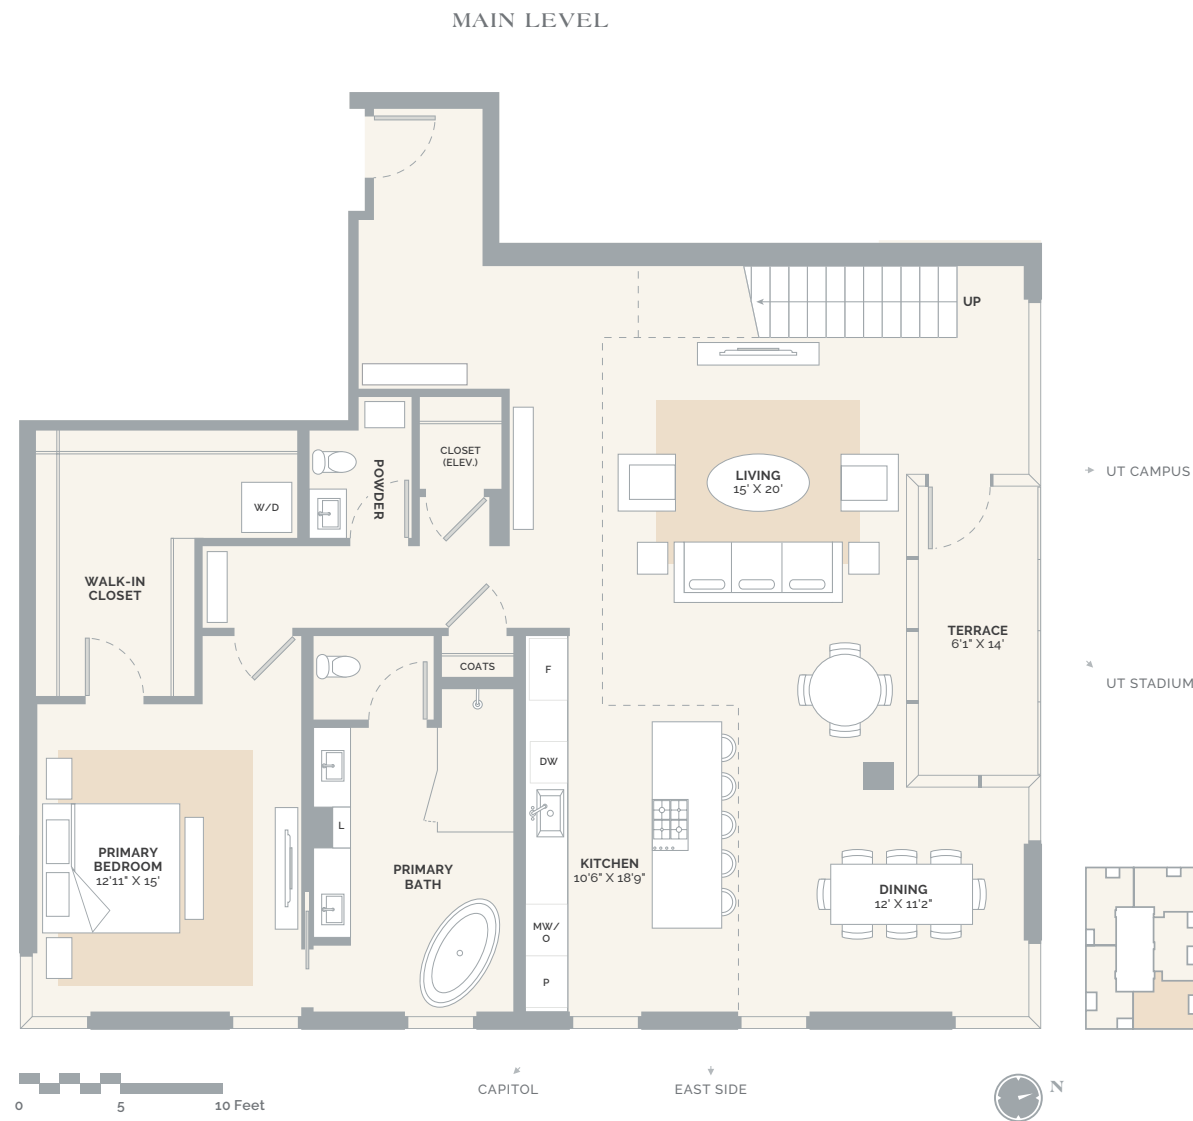 MAIN LEVEL
UP
CLOSET
(ELEV.)
POWDER
LIVING
15' X 20'
UT CAMPUS
W/D
WALK-IN
CLOSET
TERRACE
6'1" X 14'
COATS
F
UT STADIUM
DW
L
PRIMARY
BEDROOM
12'11" X 15'
PRIMARY
BATH
KITCHEN
10'6" X 18'9"
DINING
12' X 11'2"
MW/
O
P
CAPITOL
EAST SIDE
N
0 5 10 Feet